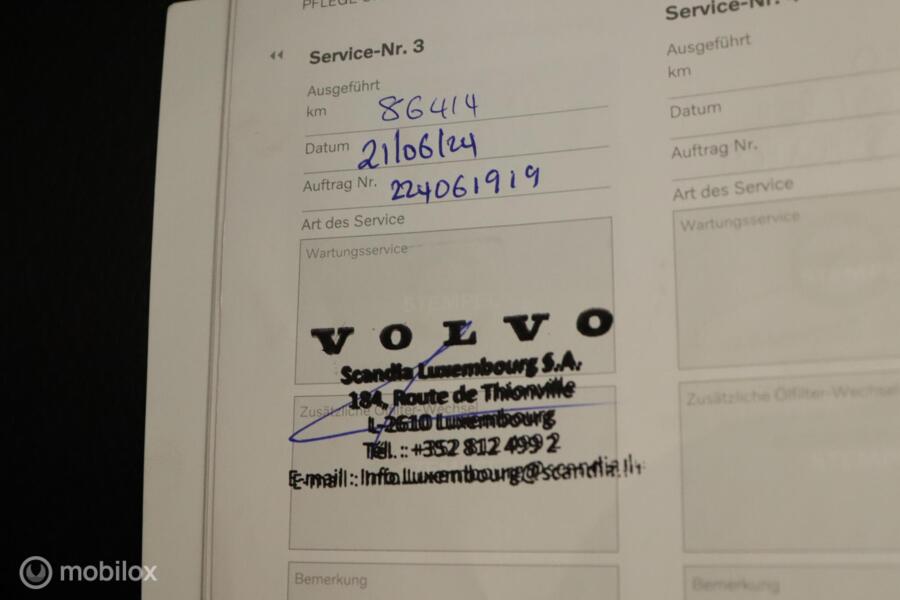 Service-Nr. 3
Ausgeführt
km 86414
Datum 21/06/24
Auftrag Nr. 224061919
Art des Service
Wartungsservice
VOLVO
Scandia Luxembourg S.A.
184, Route de Thionville
Zusätzliche Ölfilter-Wechsel
L-2610 Luxembourg
Tél. : +352 812 499 2
E-mail : Info.Luxembourg@scandia.lu
Bemerkung
Service-Nr.
Ausgeführt
km
Datum
Auftrag Nr.
Art des Service
Wartungsservice
Zusätzliche Ölfilter-Wechsel
Bemerkung
mobilox